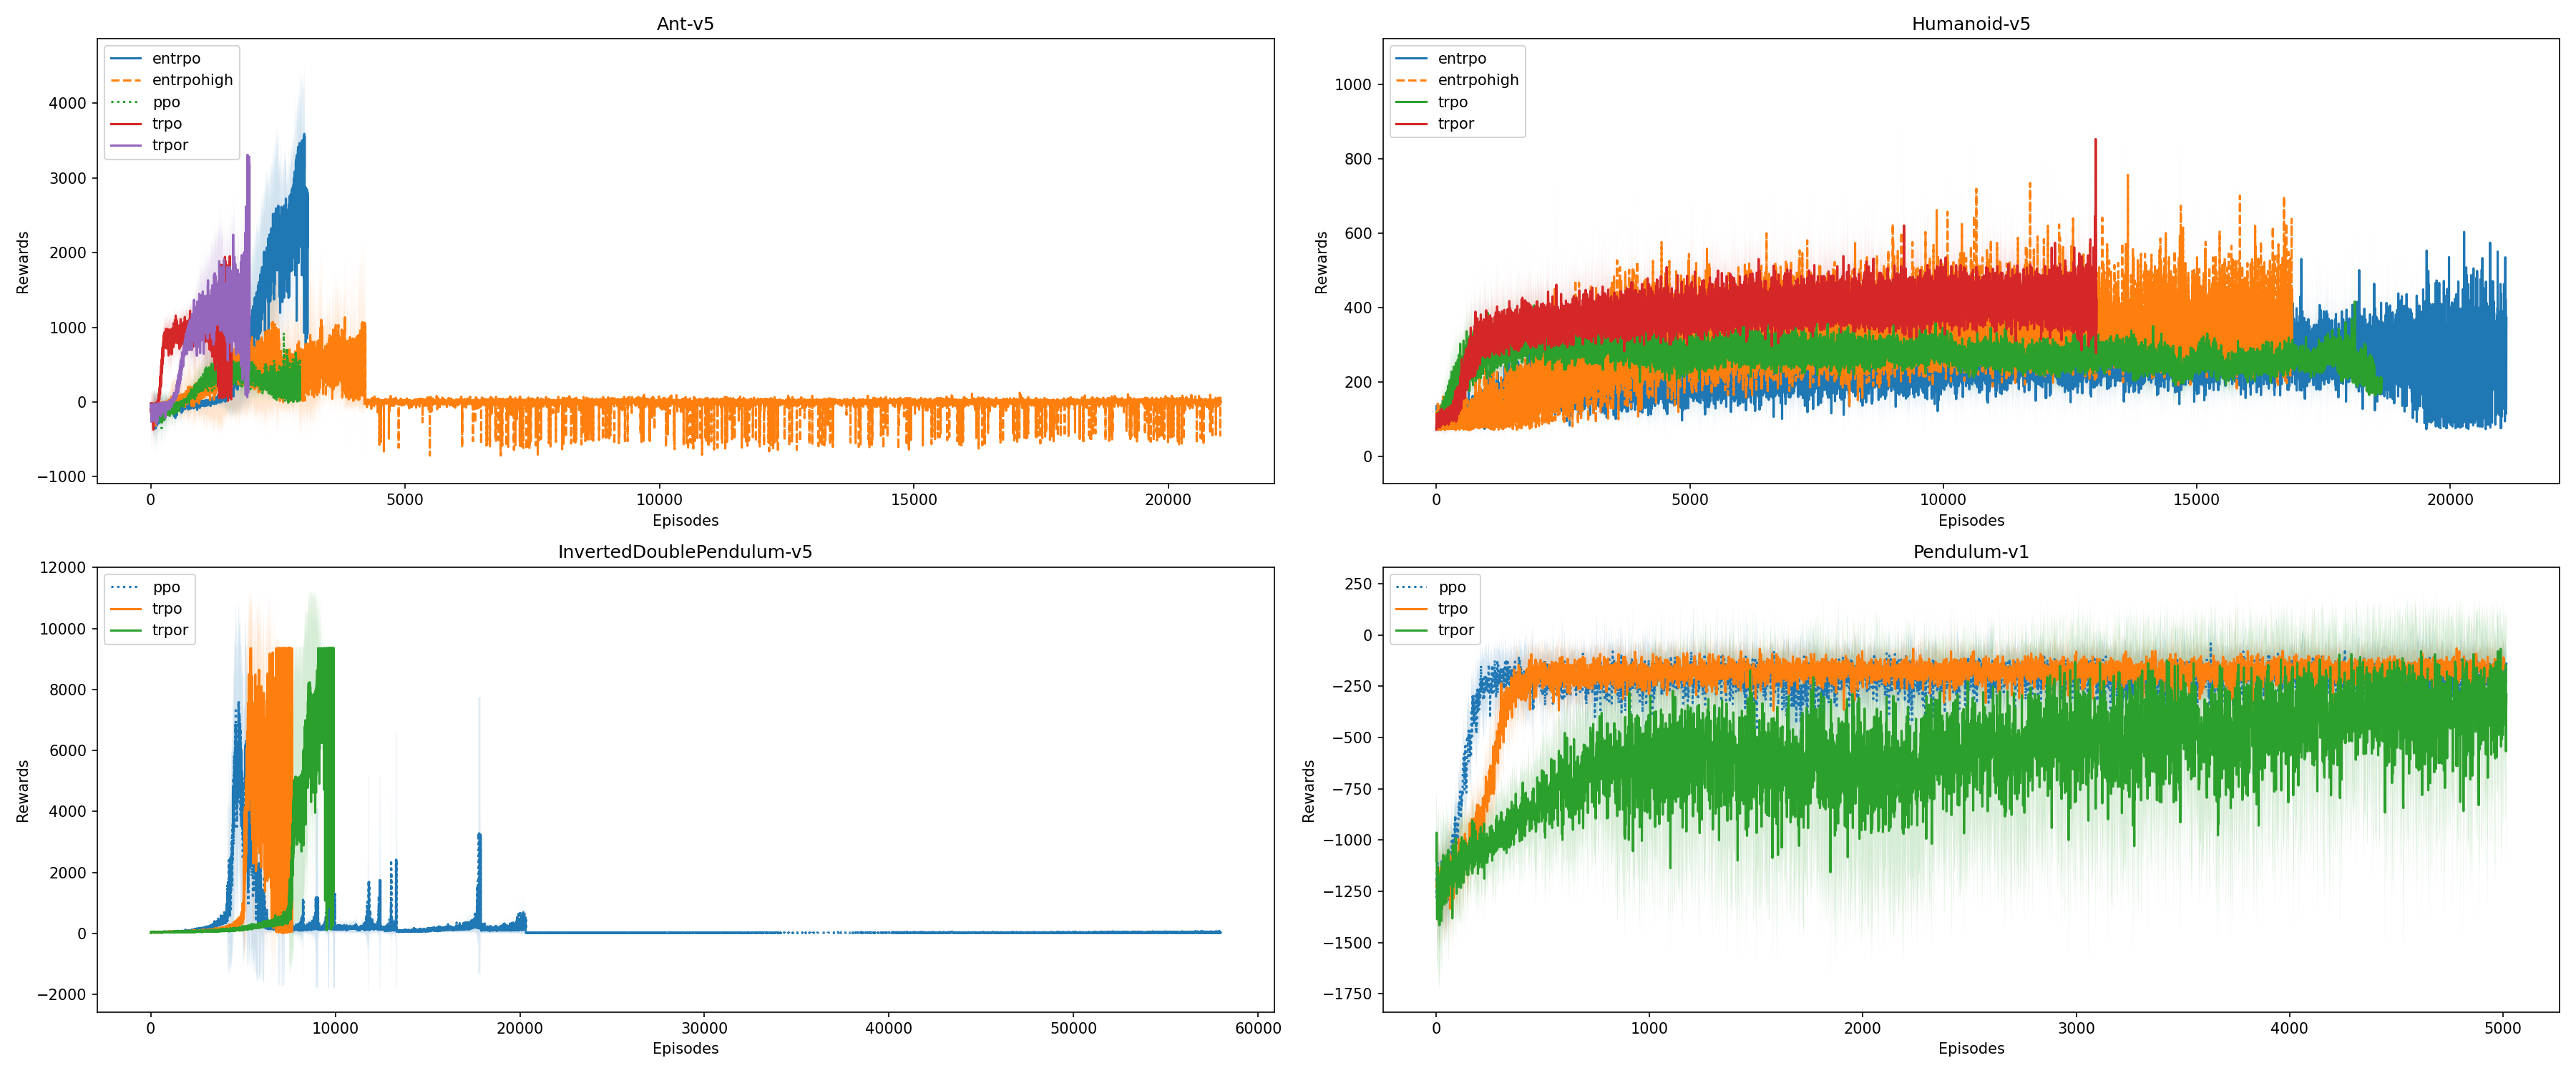 Ant-v5
entrpo
entrpohigh
ppo
trpo
trpor
4000
3000
2000
1000
0
−1000
Rewards
0
5000
10000
15000
20000
Episodes
Humanoid-v5
entrpo
entrpohigh
trpo
trpor
1000
800
600
400
200
0
Rewards
0
5000
10000
15000
20000
Episodes
InvertedDoublePendulum-v5
ppo
trpo
trpor
12000
10000
8000
6000
4000
2000
0
−2000
Rewards
0
10000
20000
30000
40000
50000
60000
Episodes
Pendulum-v1
ppo
trpo
trpor
250
0
−250
−500
−750
−1000
−1250
−1500
−1750
Rewards
0
1000
2000
3000
4000
5000
Episodes